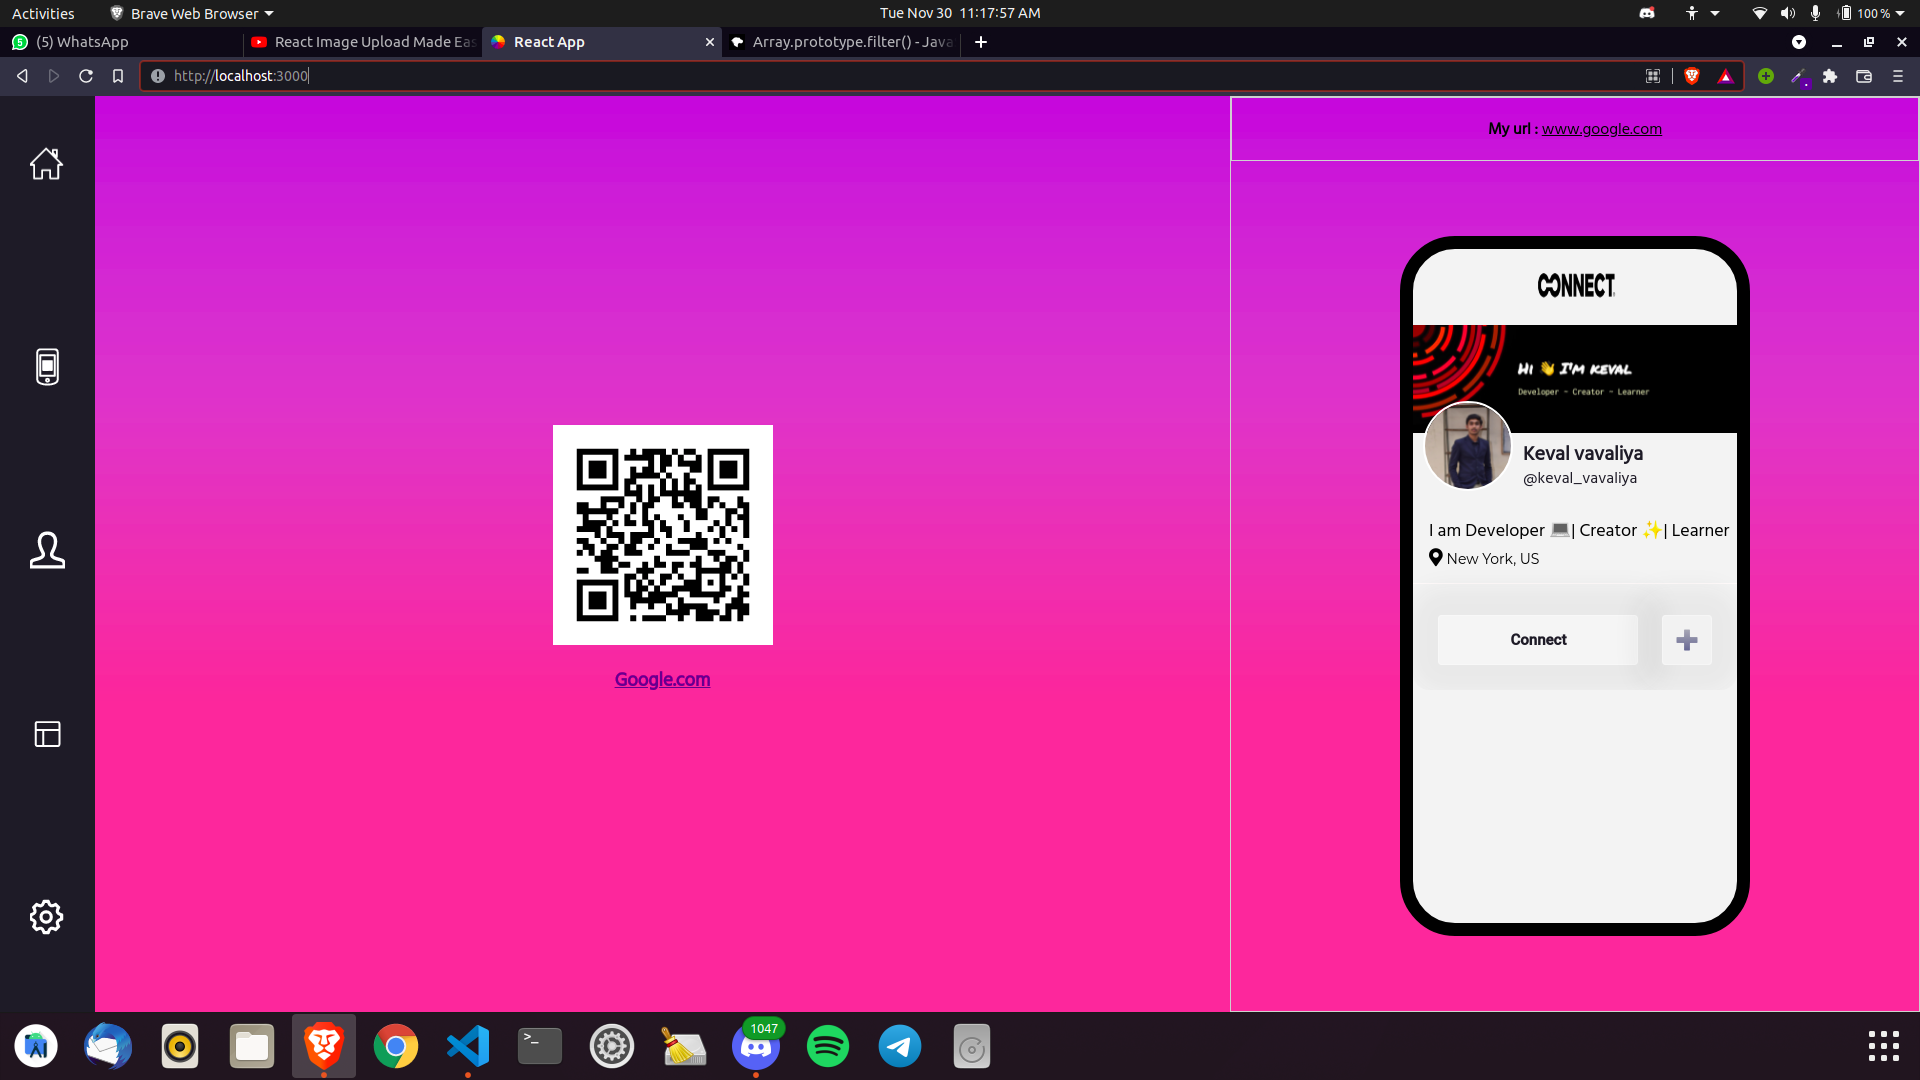 Activities
Brave Web Browser
Tue Nov 30 11:17:57 AM
100 %
5
(5) WhatsApp
React Image Upload Made Eas
React App
Array.prototype.filter() - Java
http://localhost:3000
My url : www.google.com
CONNECT
Hi 👋 I'm keval
Developer - Creator - Learner
Keval vavaliya
@keval_vavaliya
I am Developer 💻| Creator ✨| Learner
New York, US
Connect
Google.com
AI
>_
1047